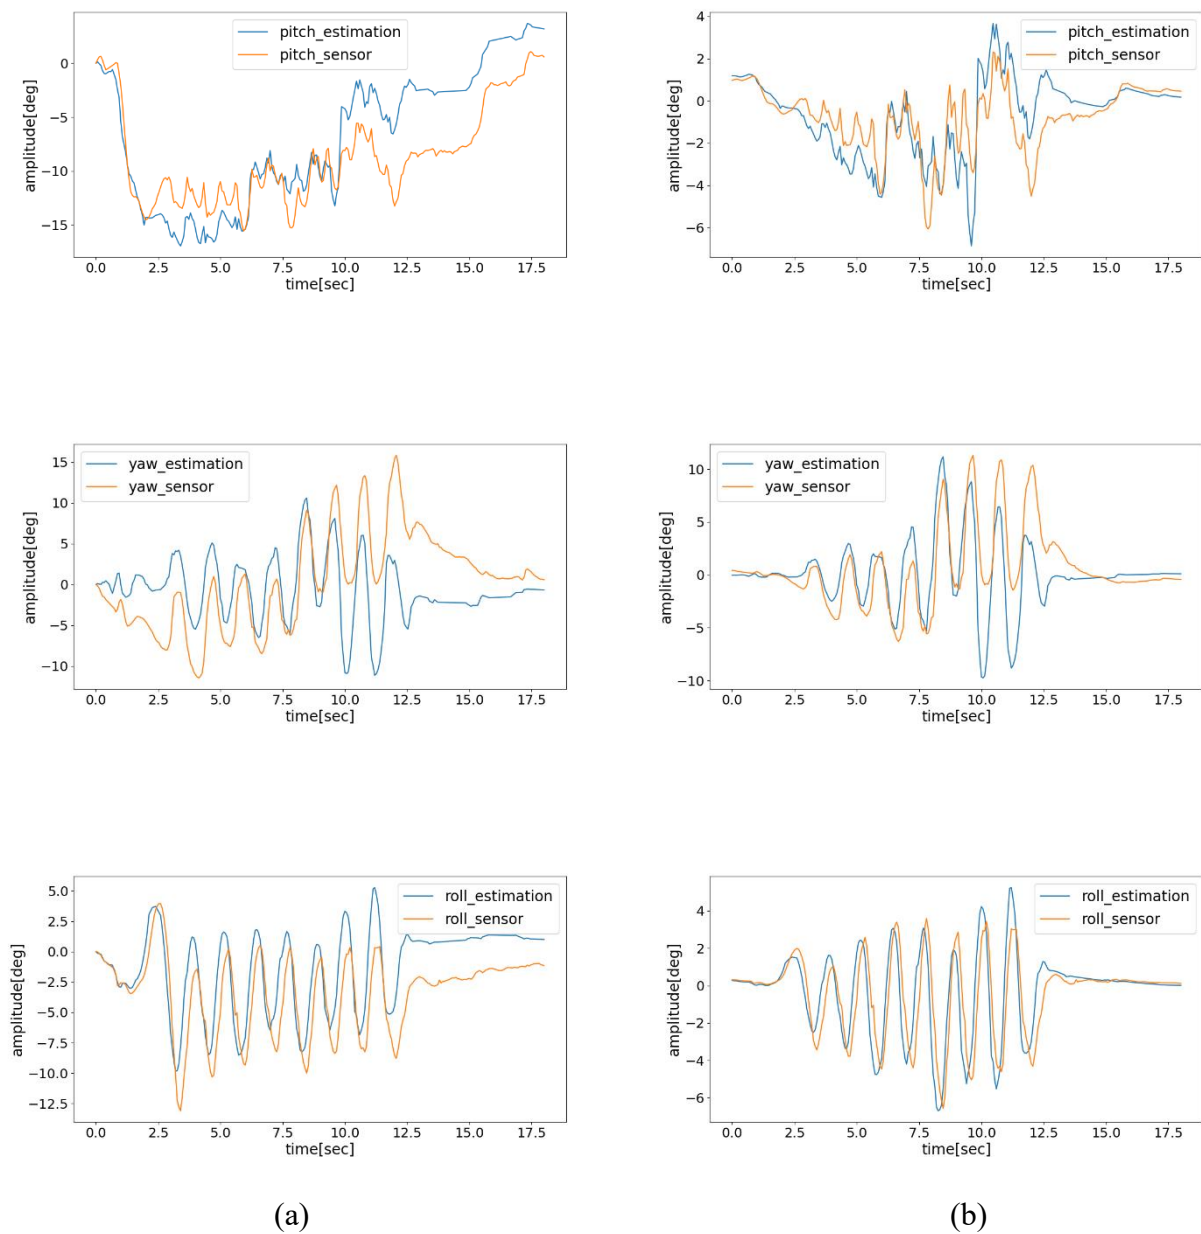 pitch_estimation
pitch_sensor
amplitude[deg]
0
−5
−10
−15
0.0 2.5 5.0 7.5 10.0 12.5 15.0 17.5
time[sec]
pitch_estimation
pitch_sensor
amplitude[deg]
4
2
0
−2
−4
−6
0.0 2.5 5.0 7.5 10.0 12.5 15.0 17.5
time[sec]
yaw_estimation
yaw_sensor
amplitude[deg]
15
10
5
0
−5
−10
0.0 2.5 5.0 7.5 10.0 12.5 15.0 17.5
time[sec]
yaw_estimation
yaw_sensor
amplitude[deg]
10
5
0
−5
−10
0.0 2.5 5.0 7.5 10.0 12.5 15.0 17.5
time[sec]
roll_estimation
roll_sensor
amplitude[deg]
5.0
2.5
0.0
−2.5
−5.0
−7.5
−10.0
−12.5
0.0 2.5 5.0 7.5 10.0 12.5 15.0 17.5
time[sec]
roll_estimation
roll_sensor
amplitude[deg]
4
2
0
−2
−4
−6
0.0 2.5 5.0 7.5 10.0 12.5 15.0 17.5
time[sec]
(a)
(b)